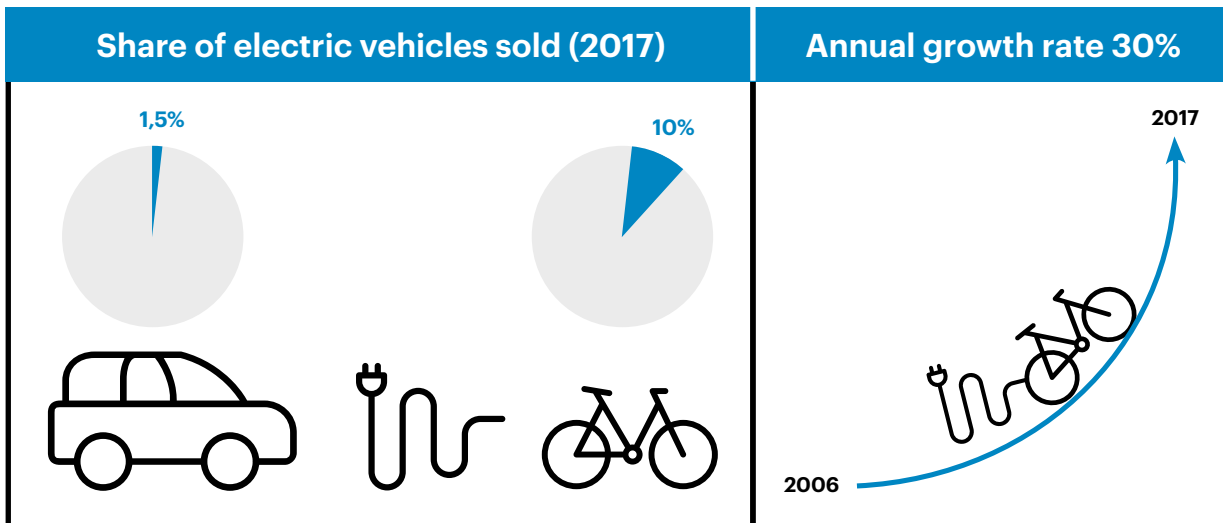 Share of electric vehicles sold (2017)
Annual growth rate 30%
1,5%
10%
2017
2006